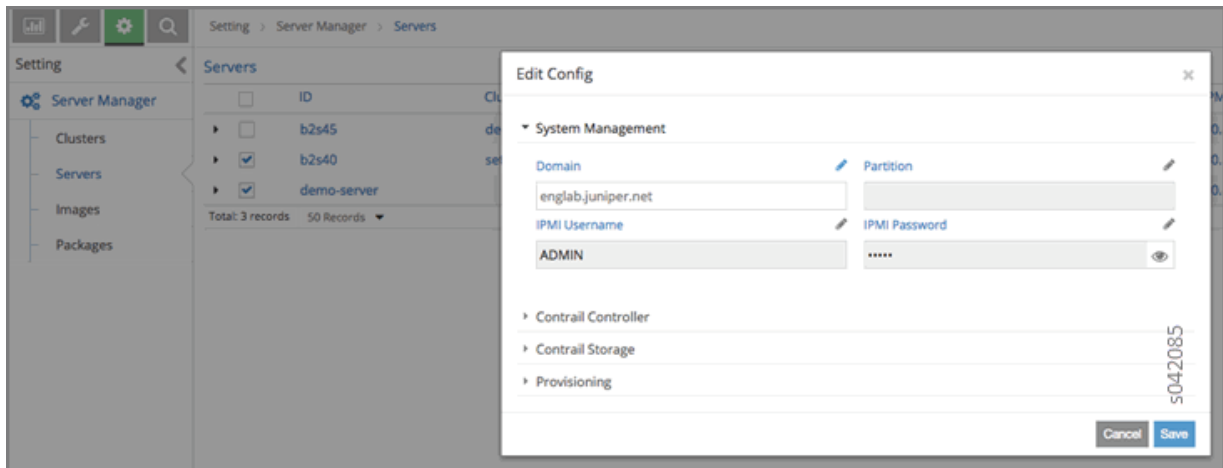 Setting > Server Manager > Servers
Setting
Server Manager
Clusters
Servers
Images
Packages
Servers
ID
b2s45
b2s40
demo-server
Total: 3 records 50 Records
Edit Config
System Management
Domain Partition
englab.juniper.net
IPMI Username IPMI Password
ADMIN •••••
Contrail Controller
Contrail Storage
Provisioning
s042085
Cancel Save